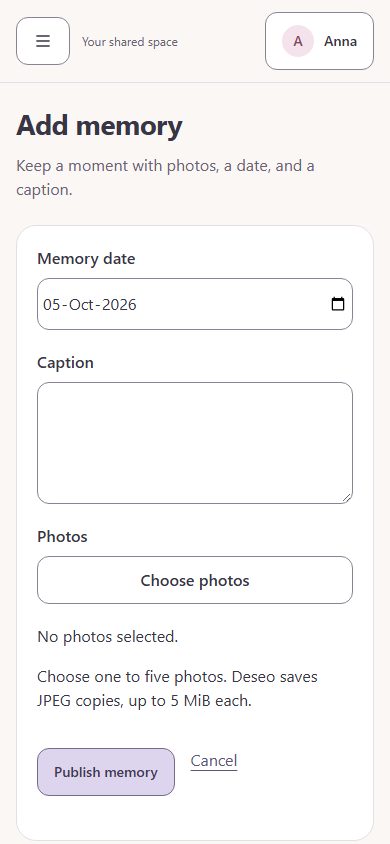 Your shared space
A
Anna
Add memory
Keep a moment with photos, a date, and a
caption.
Memory date
05-Oct-2026
Caption
Photos
Choose photos
No photos selected.
Choose one to five photos. Deseo saves
JPEG copies, up to 5 MiB each.
Publish memory
Cancel